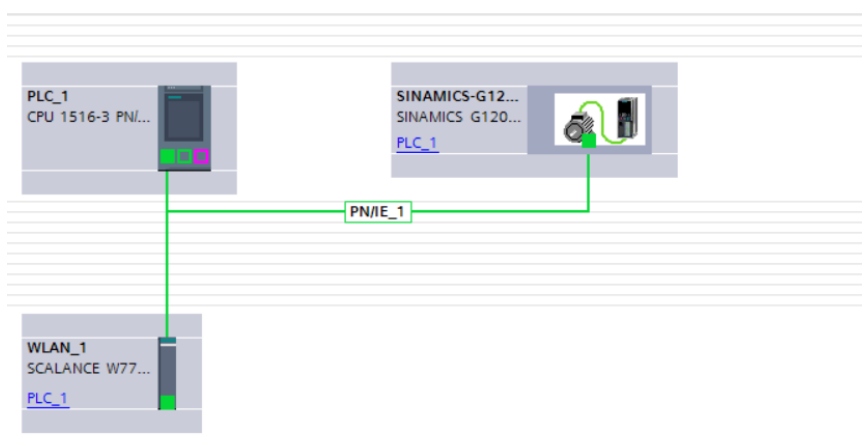 PLC_1
CPU 1516-3 PN/...
SINAMICS-G12...
SINAMICS G120...
PLC_1
PN/IE_1
WLAN_1
SCALANCE W77...
PLC_1